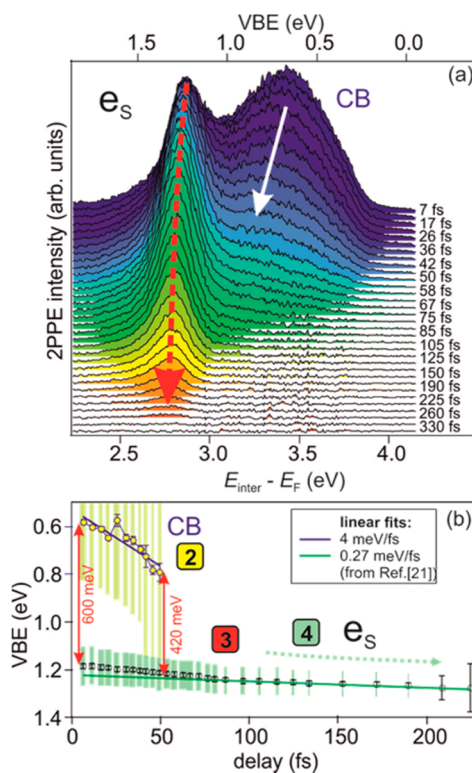 VBE (eV)
1.5 1.0 0.5 0.0
(a)
eS CB
2PPE intensity (arb. units)
7 fs
17 fs
26 fs
36 fs
42 fs
50 fs
58 fs
67 fs
75 fs
85 fs
105 fs
125 fs
150 fs
190 fs
225 fs
260 fs
330 fs
2.5 3.0 3.5 4.0
Einter - EF (eV)
(b)
CB
2
linear fits:
4 meV/fs
0.27 meV/fs
(from Ref.[21])
0.6
0.8
1.0
1.2
1.4
VBE (eV)
600 meV
420 meV
3
4
eS
0 50 100 150 200
delay (fs)